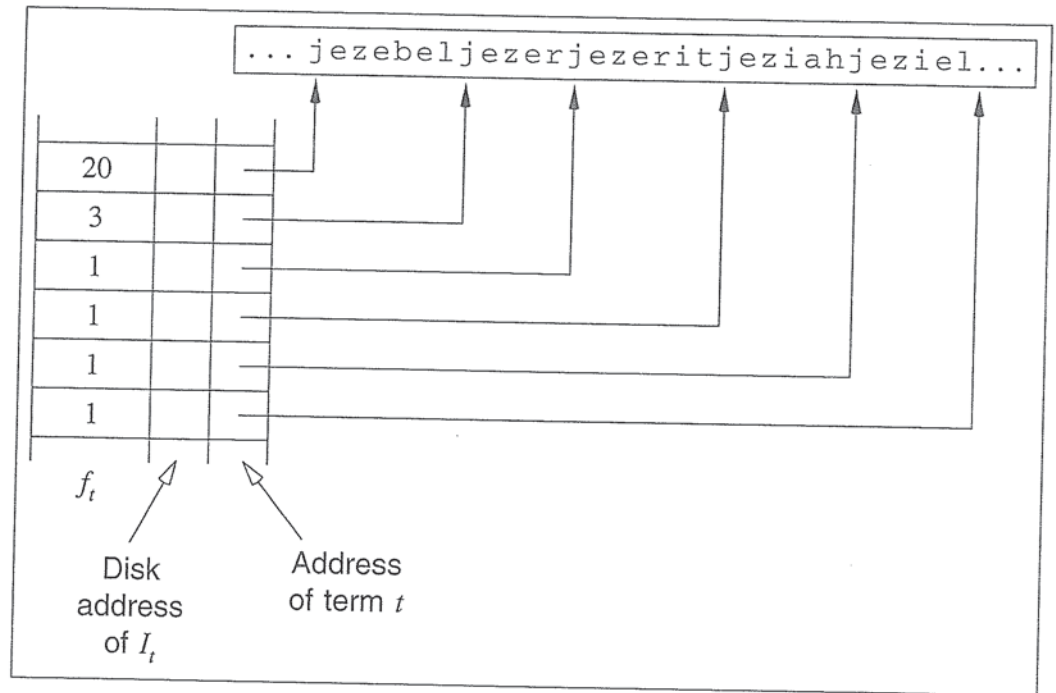 ...jezebeljezerjezeritjeziahjeziel...
20
3
1
1
1
1
f_t
Disk
address
of I_t
Address
of term t